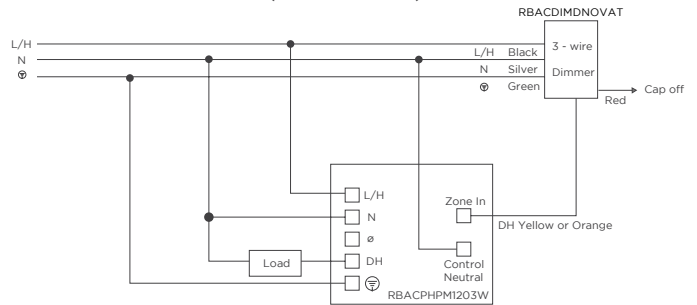 RBACDIMDNOVAT
L/H
N
L/H Black
N Silver
Green
3 - wire
Dimmer
Red
Cap off
L/H
N
ø
DH
Load
Zone In
DH Yellow or Orange
Control
Neutral
RBACPHPM1203W